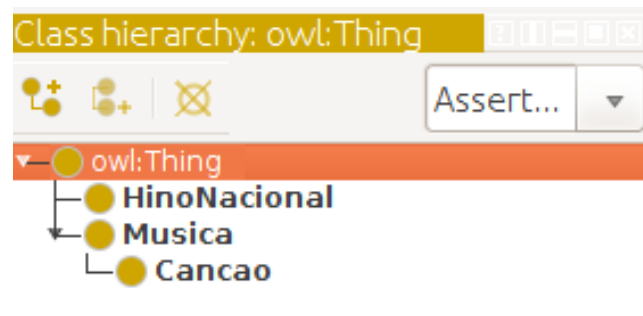 Class hierarchy: owl:Thing
Assert...
owl:Thing
HinoNacional
Musica
Cancao